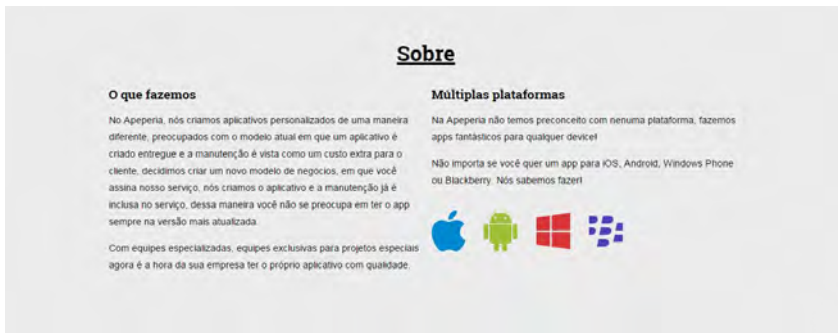 Sobre
O que fazemos
No Apeperia, nós criamos aplicativos personalizados de uma maneira
diferente, preocupados com o modelo atual em que um aplicativo é
criado entregue e a manutenção é vista como um custo extra para o
cliente, decidimos criar um novo modelo de negócios, em que você
assina nosso serviço, nós criamos o aplicativo e a manutenção já é
inclusa no serviço, dessa maneira você não se preocupa em ter o app
sempre na versão mais atualizada.
Com equipes especializadas, equipes exclusivas para projetos especiais
agora é a hora da sua empresa ter o próprio aplicativo com qualidade.
Múltiplas plataformas
Na Apeperia não temos preconceito com nenuma plataforma, fazemos
apps fantásticos para qualquer device!
Não importa se você quer um app para iOS, Android, Windows Phone
ou Blackberry. Nós sabemos fazer!